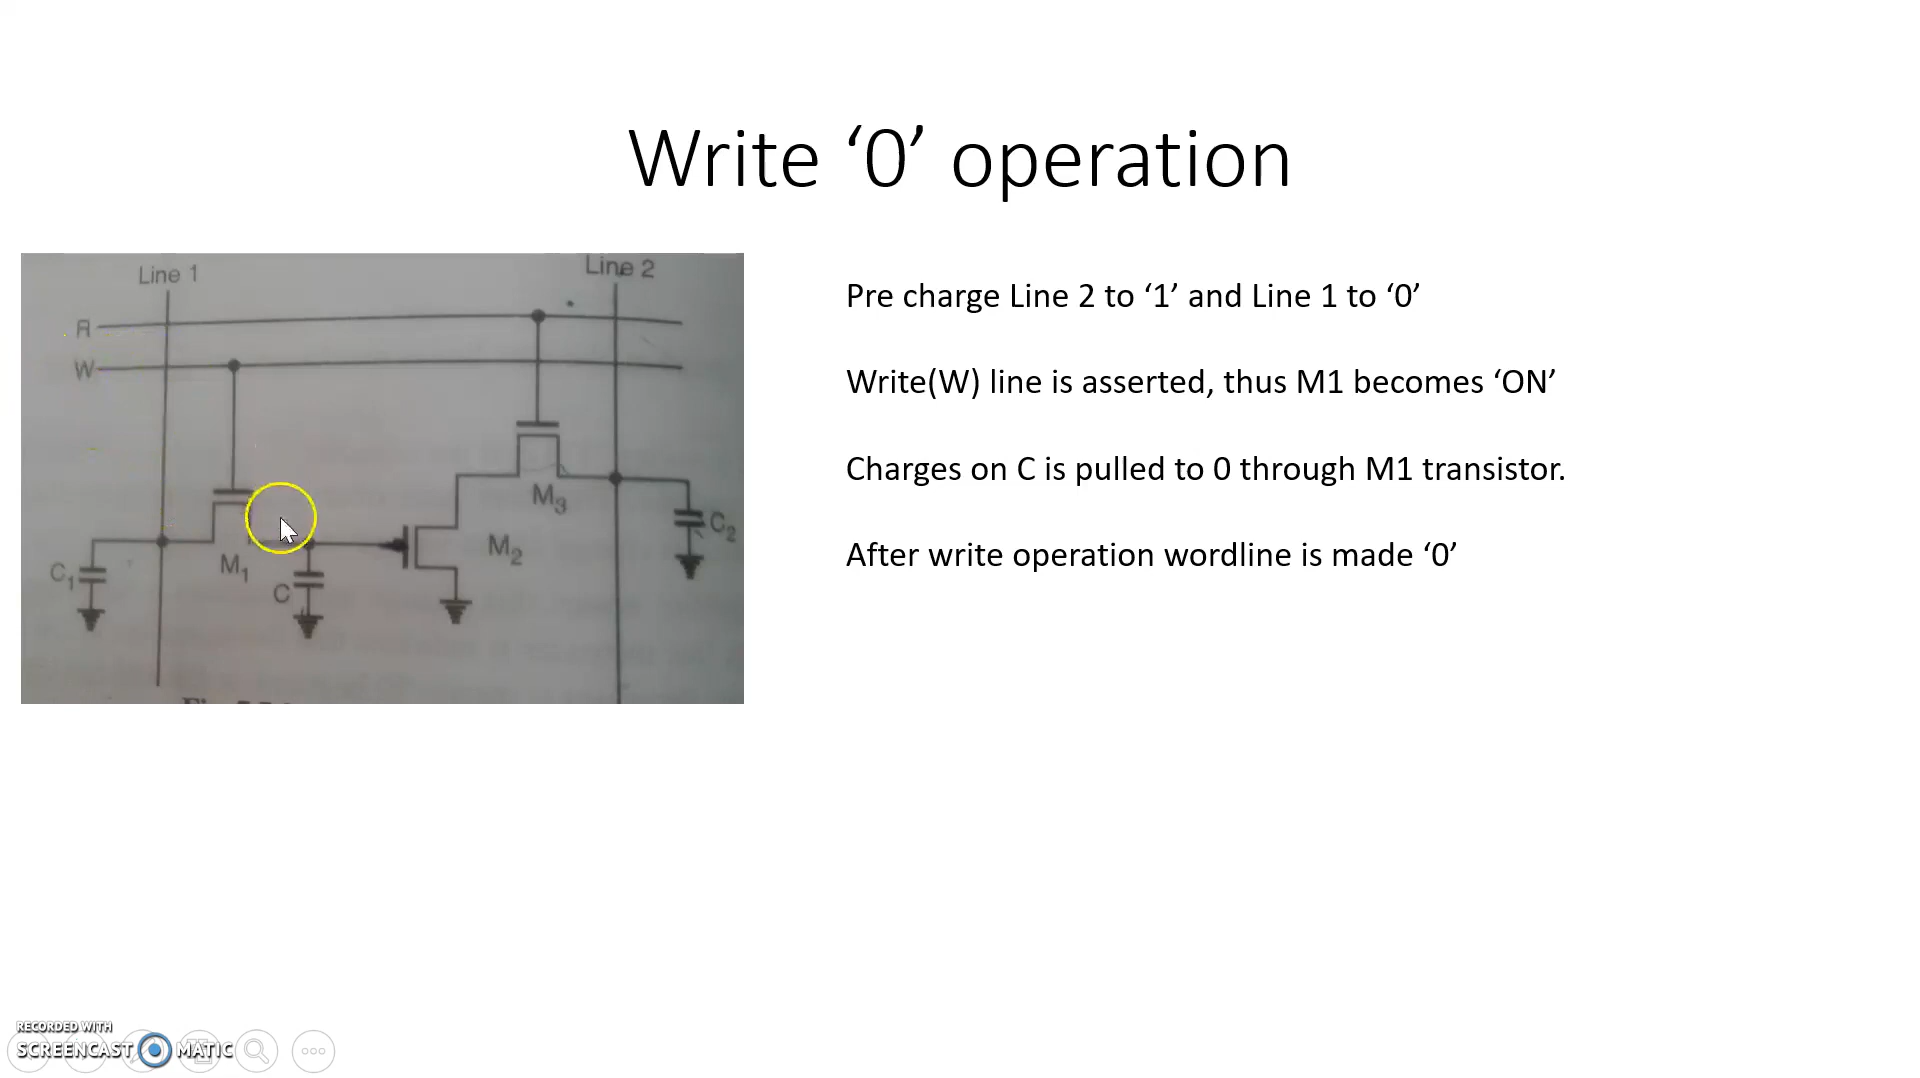 Write ‘0’ operation
Line 1
Line 2
R
W
M3
C2
M2
M1
C1
C
Pre charge Line 2 to ‘1’ and Line 1 to ‘0’
Write(W) line is asserted, thus M1 becomes ‘ON’
Charges on C is pulled to 0 through M1 transistor.
After write operation wordline is made ‘0’
RECORDED WITH
SCREENCAST MATIC